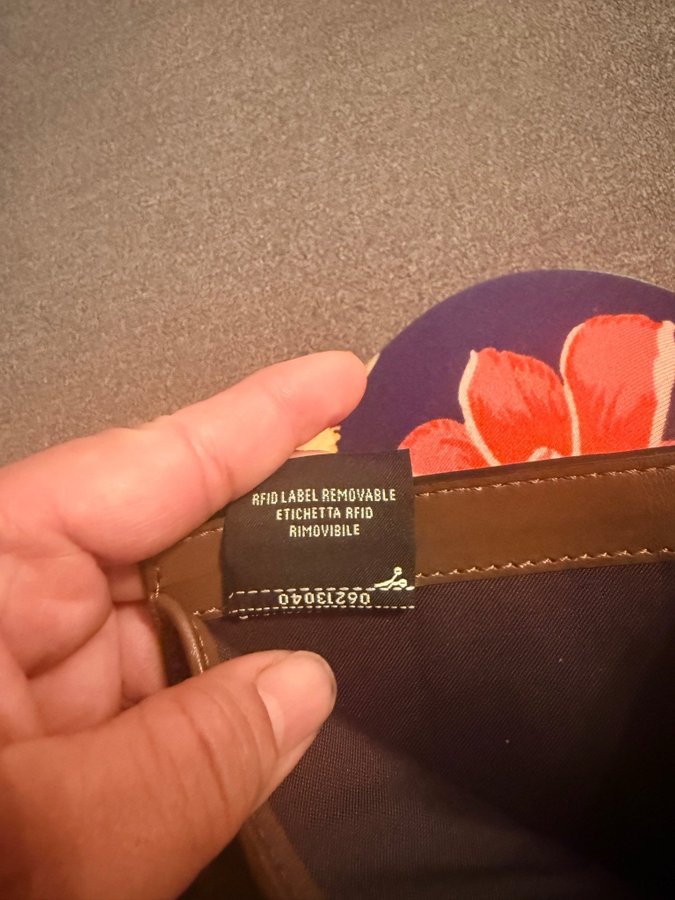 RFID LABEL REMOVABLE
ETICHETTA RFID
RIMOVIBILE
06213040